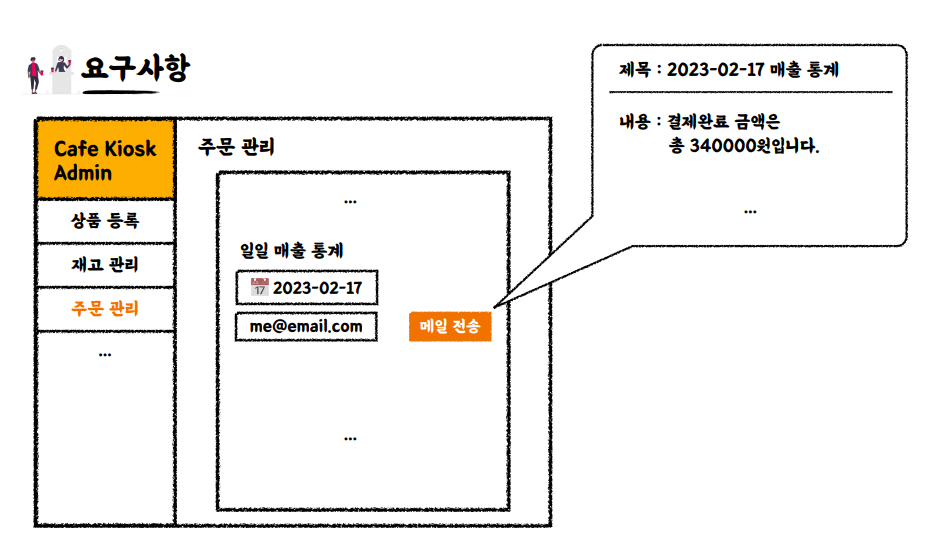 요구사항
Cafe Kiosk
Admin
상품 등록
재고 관리
주문 관리
...
주문 관리
...
일일 매출 통계
17 2023-02-17
me@email.com
메일 전송
...
제목 : 2023-02-17 매출 통계
내용 : 결제완료 금액은
총 340000원입니다.
...